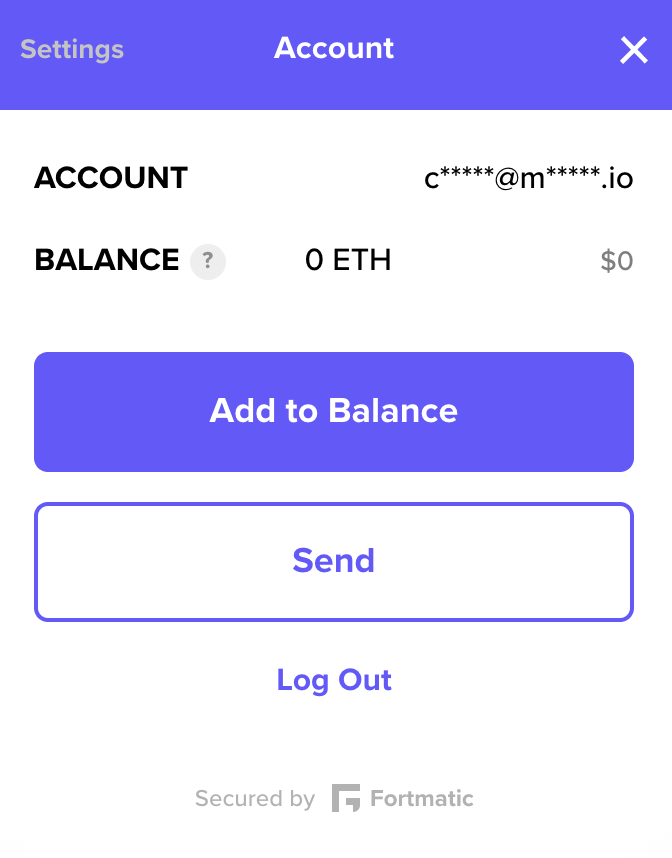 Settings Account
ACCOUNT c*****@m*****.io
BALANCE ? 0 ETH $0
Add to Balance
Send
Log Out
Secured by Fortmatic